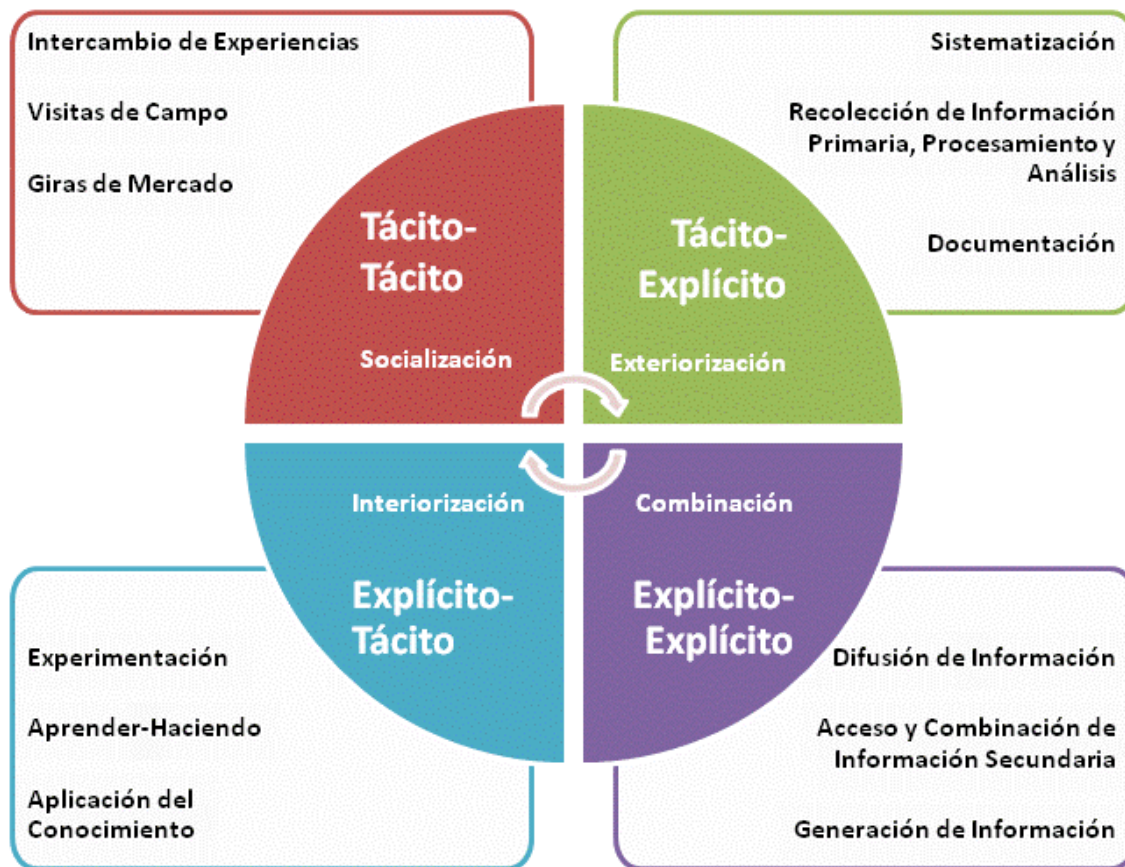 Intercambio de Experiencias
Visitas de Campo
Giras de Mercado
Tácito-
Tácito
Socialización
Sistematización
Recolección de Información
Primaria, Procesamiento y
Análisis
Documentación
Tácito-
Explícito
Exteriorización
Interiorización
Explícito-
Tácito
Experimentación
Aprender-Haciendo
Aplicación del
Conocimiento
Combinación
Explícito-
Explícito
Difusión de Información
Acceso y Combinación de
Información Secundaria
Generación de Información